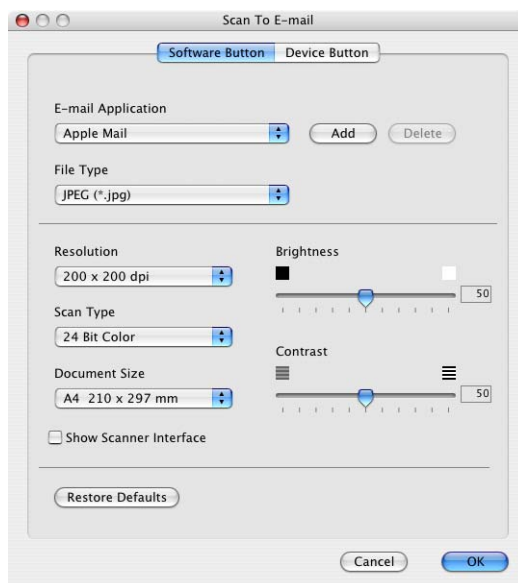 Scan To E-mail
Software Button Device Button
E-mail Application
Apple Mail Add Delete
File Type
JPEG (*.jpg)
Resolution
200 x 200 dpi
Scan Type
24 Bit Color
Document Size
A4 210 x 297 mm
Show Scanner Interface
Brightness
50
Contrast
50
Restore Defaults
Cancel OK